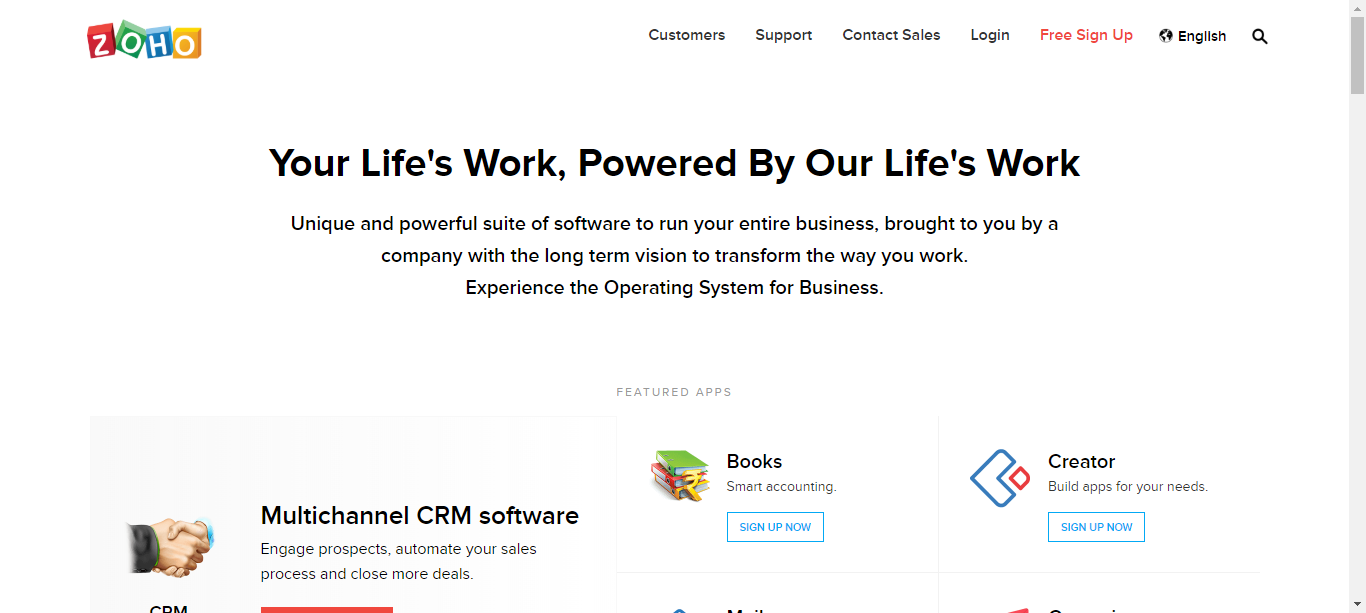 ZOHO
Customers
Support
Contact Sales
Login
Free Sign Up
English
Your Life's Work, Powered By Our Life's Work
Unique and powerful suite of software to run your entire business, brought to you by a
company with the long term vision to transform the way you work.
Experience the Operating System for Business.
FEATURED APPS
Multichannel CRM software
Engage prospects, automate your sales
process and close more deals.
CRM
Books
Smart accounting.
SIGN UP NOW
Creator
Build apps for your needs.
SIGN UP NOW